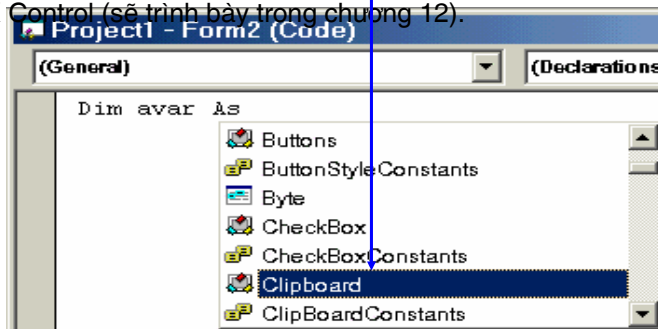 Control (sẽ trình bày trong chương 12).
Project1 - Form2 (Code)
(General)
(Declarations
Dim avar As
Buttons
ButtonStyleConstants
Byte
CheckBox
CheckBoxConstants
Clipboard
ClipBoardConstants